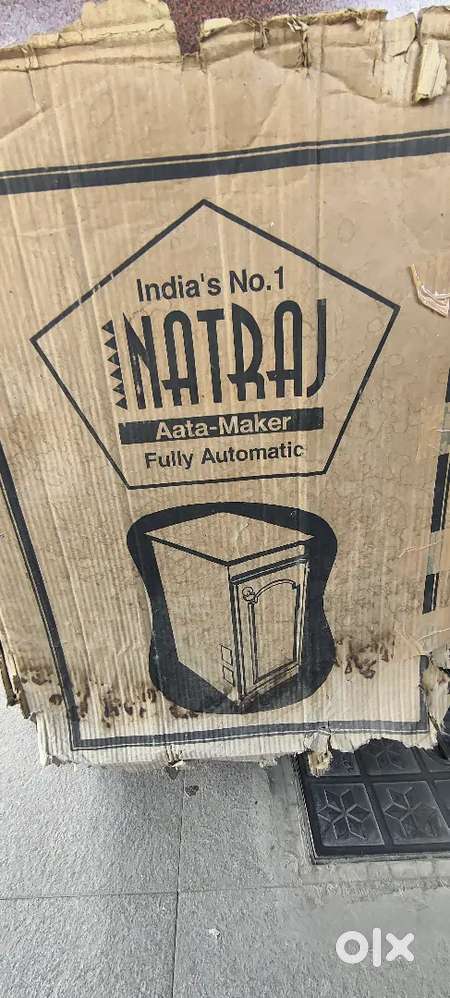 India's No.1
NATRAJ
Aata-Maker
Fully Automatic
olx